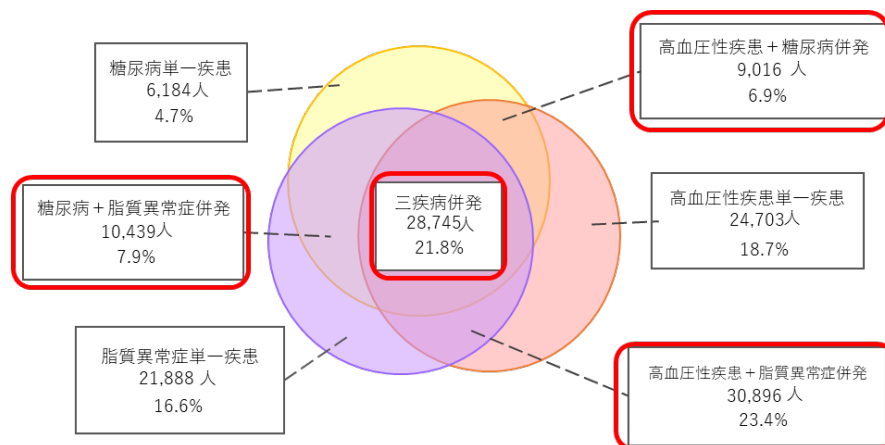 糖尿病単一疾患
6,184人
4.7%
高血圧性疾患＋糖尿病併発
9,016 人
6.9%
糖尿病＋脂質異常症併発
10,439人
7.9%
三疾病併発
28,745人
21.8%
高血圧性疾患単一疾患
24,703人
18.7%
脂質異常症単一疾患
21,888 人
16.6%
高血圧性疾患＋脂質異常症併発
30,896 人
23.4%